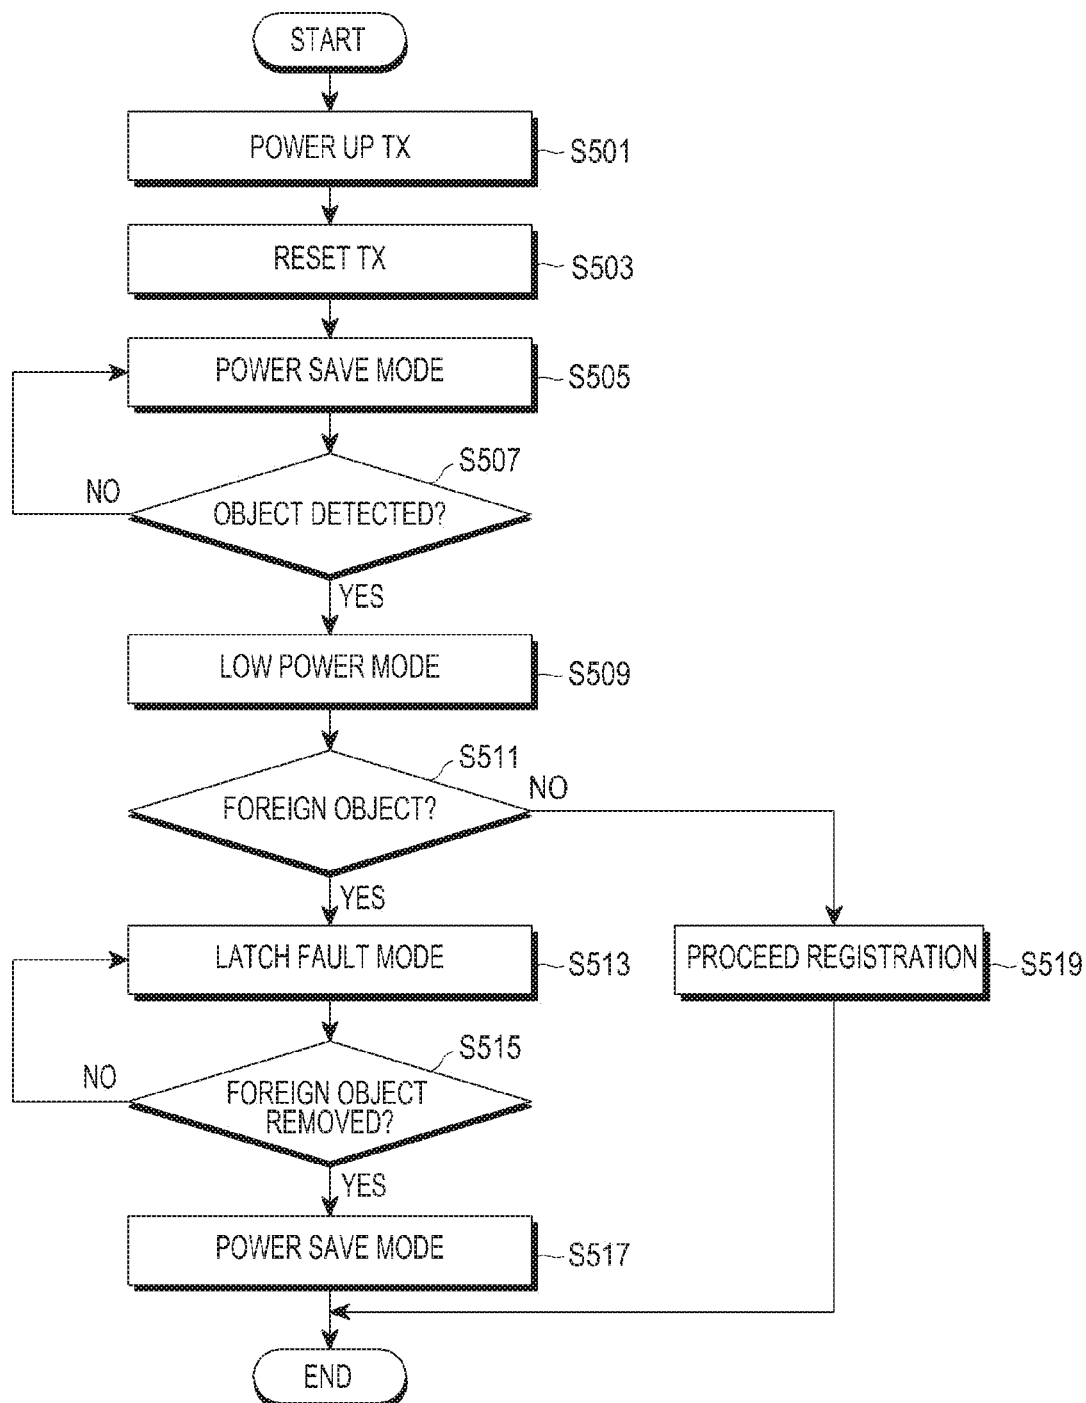 START
POWER UP TX
S501
RESET TX
S503
POWER SAVE MODE
S505
S507
NO
OBJECT DETECTED?
YES
LOW POWER MODE
S509
S511
NO
FOREIGN OBJECT?
YES
LATCH FAULT MODE
S513
PROCEED REGISTRATION
S519
S515
NO
FOREIGN OBJECT
REMOVED?
YES
POWER SAVE MODE
S517
END